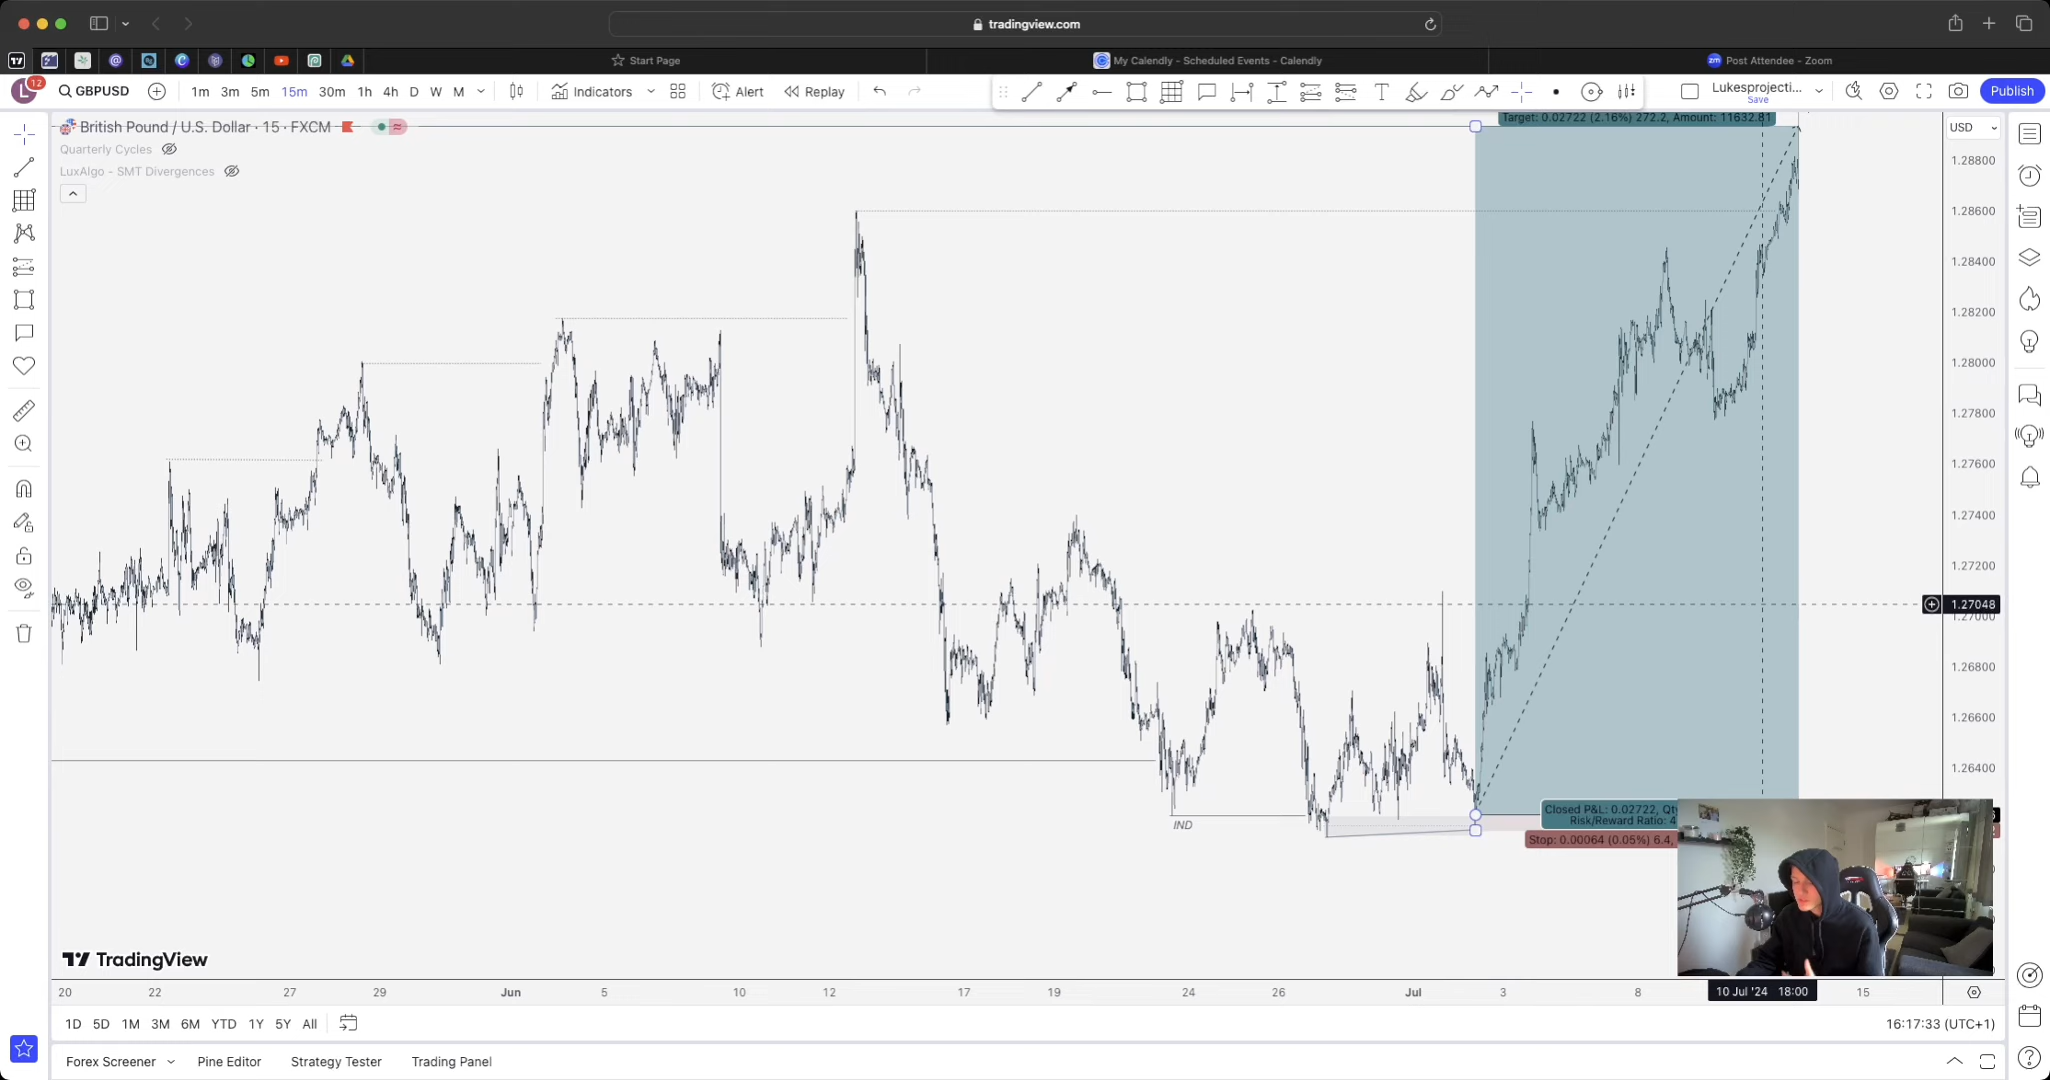 tradingview.com
Start Page
My Calendly - Scheduled Events - Calendly
Post Attendee - Zoom
L 12 GBPUSD 1m 3m 5m 15m 30m 1h 4h D W M Indicators Alert Replay Lukesprojecti... Save Publish
British Pound / U.S. Dollar · 15 · FXCM
Quarterly Cycles
LuxAlgo - SMT Divergences
Target: 0.02722 (2.16%) 272.2, Amount: 11632.81
USD
1.28800
1.28600
1.28400
1.28200
1.28000
1.27800
1.27600
1.27400
1.27200
1.27048
1.27000
1.26800
1.26600
1.26400
IND
Closed P&L: 0.02722, Qty
Risk/Reward Ratio: 4
Stop: 0.00064 (0.05%) 6.4,
TradingView
20 22 27 29 Jun 5 10 12 17 19 24 26 Jul 3 8 10 Jul '24 18:00 15
1D 5D 1M 3M 6M YTD 1Y 5Y All 16:17:33 (UTC+1)
Forex Screener Pine Editor Strategy Tester Trading Panel